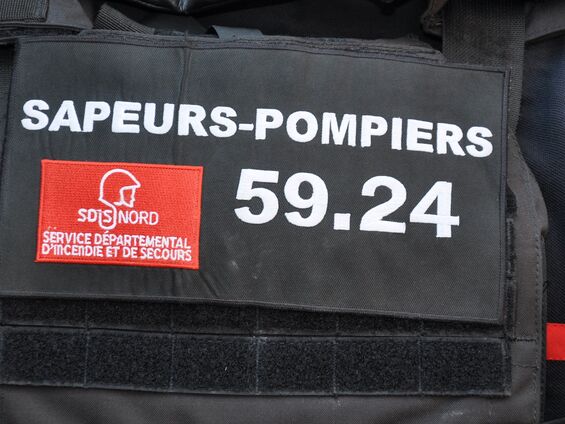 SAPEURS-POMPIERS
59.24
SDIS NORD
SERVICE DÉPARTEMENTAL
D'INCENDIE ET DE SECOURS